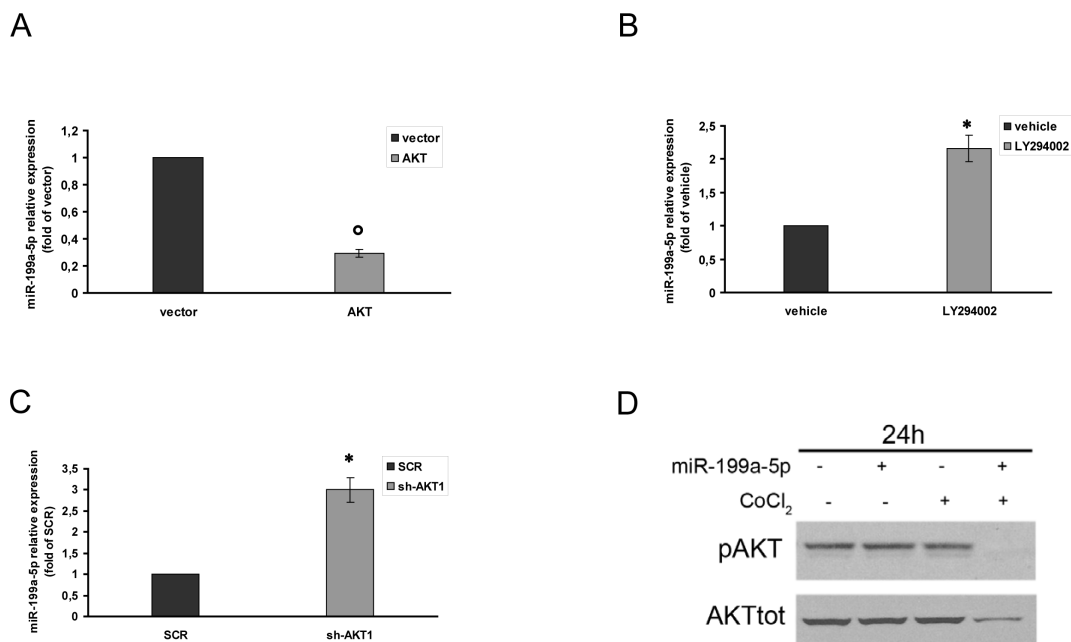 A
miR-199a-5p relative expression
(fold of vector)
1,2
1
0,8
0,6
0,4
0,2
0
vector
AKT
vector
AKT
B
miR-199a-5p relative expression
(fold of vehicle)
2,5
2
1,5
1
0,5
0
*
vehicle
LY294002
vehicle
LY294002
C
miR-199a-5p relative expression
(fold of SCR)
3,5
3
2,5
2
1,5
1
0,5
0
*
SCR
sh-AKT1
SCR
sh-AKT1
D
24h
miR-199a-5p - + - +
CoCl2 - - + +
pAKT
AKTtot